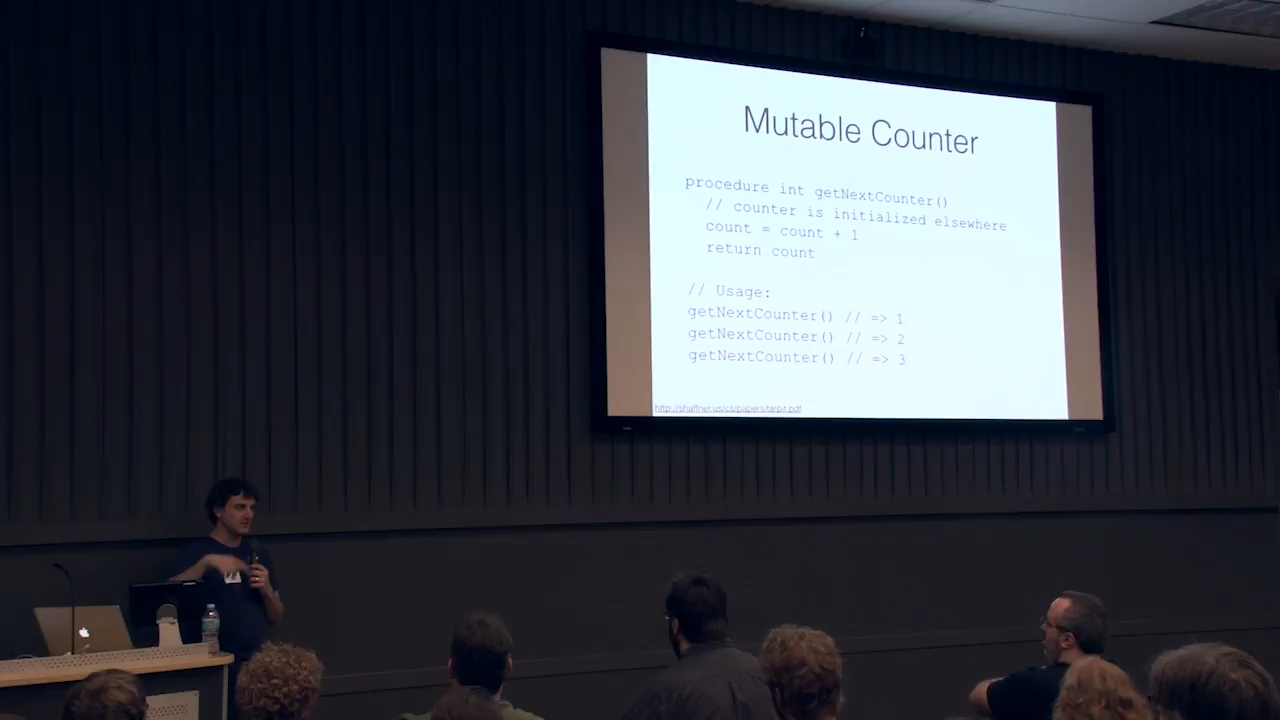 Mutable Counter
procedure int getNextCounter()
// counter is initialized elsewhere
count = count + 1
return count
// Usage:
getNextCounter() // => 1
getNextCounter() // => 2
getNextCounter() // => 3
http://shaffner.us/cs/papers/tarpit.pdf